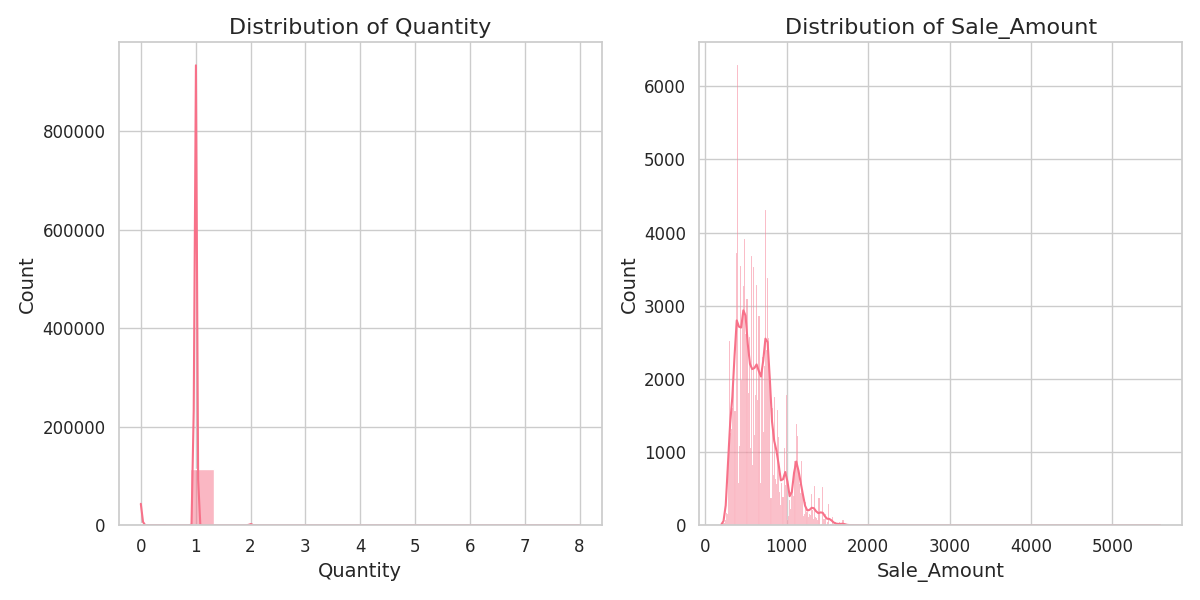 Distribution of Quantity
800000
600000
400000
200000
0
Count
0 1 2 3 4 5 6 7 8
Quantity
Distribution of Sale_Amount
6000
5000
4000
3000
2000
1000
0
Count
0 1000 2000 3000 4000 5000
Sale_Amount